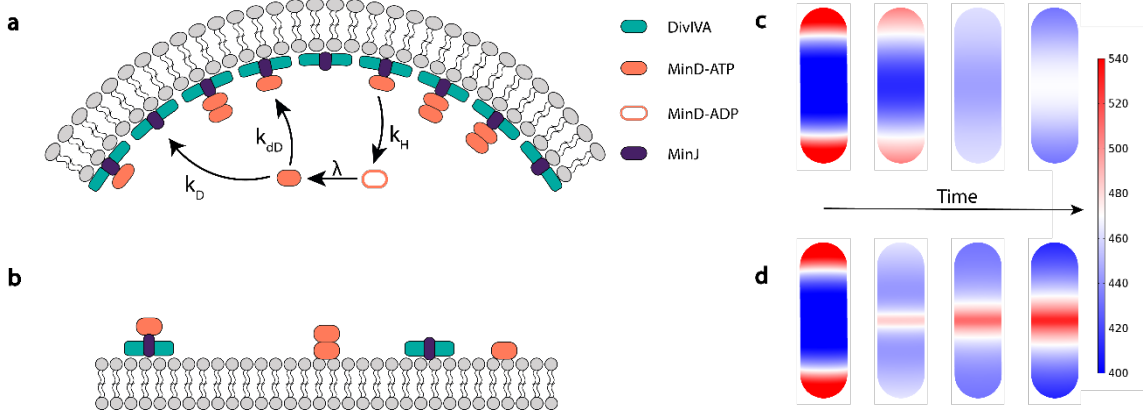 a
DivIVA
MinD-ATP
MinD-ADP
MinJ
k_dD
k_H
k_D
λ
b
c
Time
d
540
520
500
480
460
440
420
400